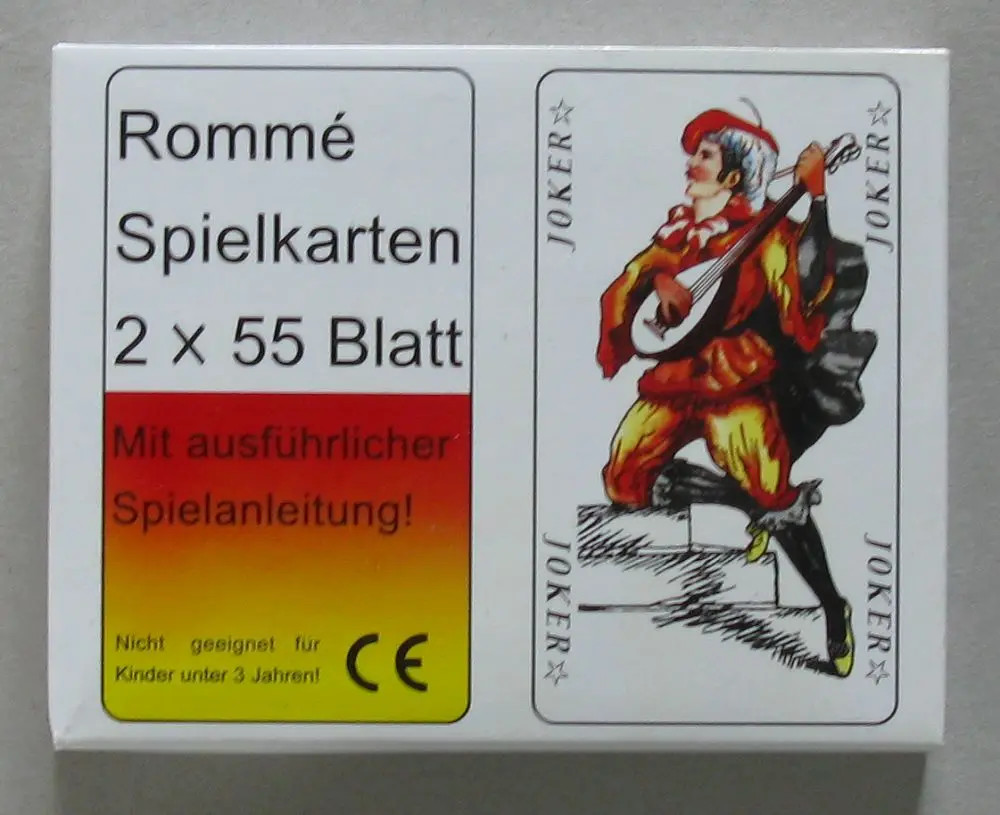 Rommé
Spielkarten
2 x 55 Blatt
Mit ausführlicher
Spielanleitung!
Nicht geeignet für
Kinder unter 3 Jahren!
CE
JOKER☆
JOKER☆
JOKER☆
JOKER☆